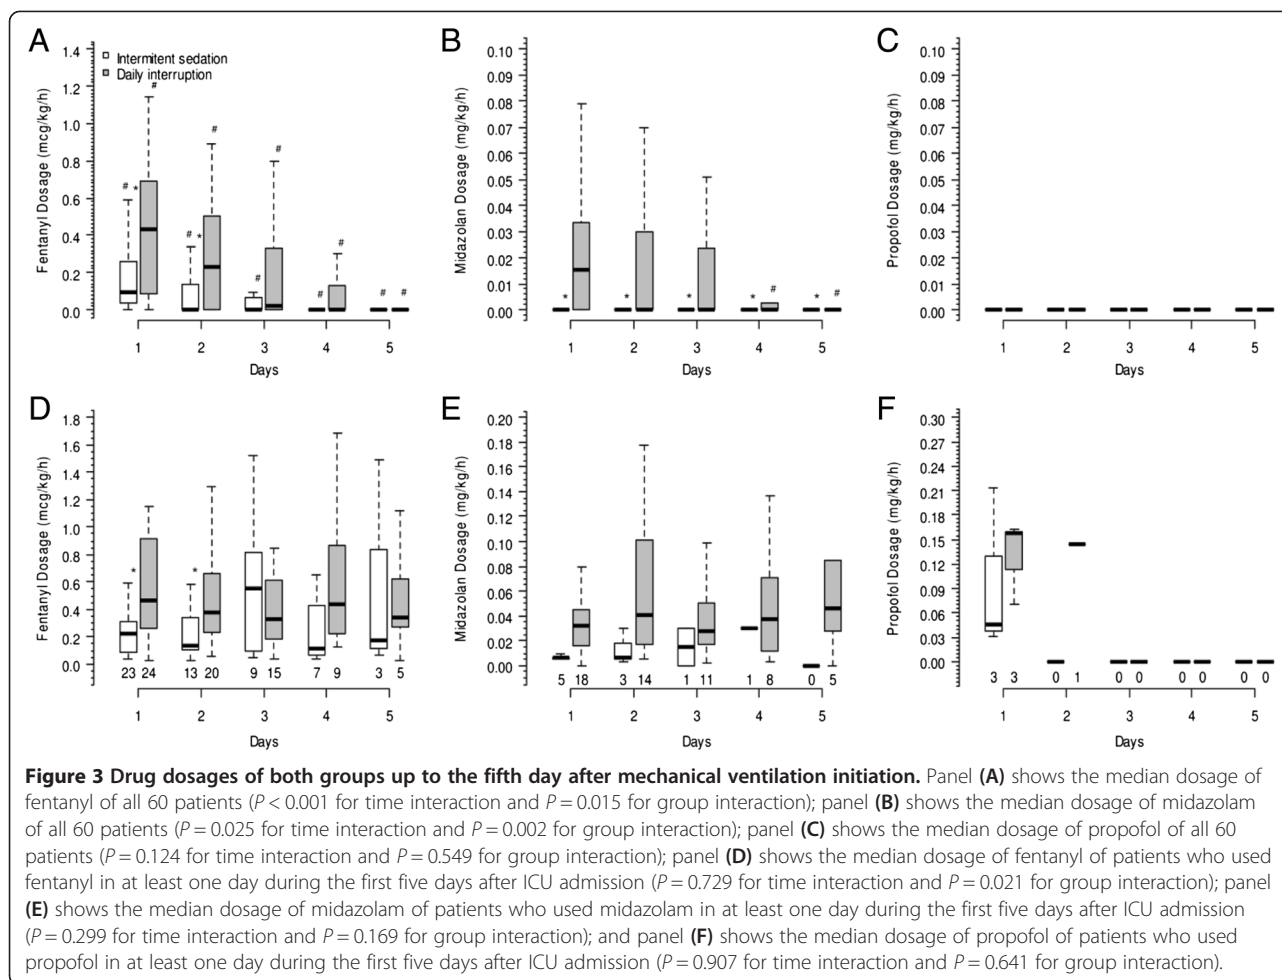 A
B
C
Intermitent sedation
Daily interruption
Fentanyl Dosage (mcg/kg/h)
1.4
1.2
1.0
0.8
0.6
0.4
0.2
0.0
# * # # * # # # # # # #
1 2 3 4 5
Days
Midazolan Dosage (mg/kg/h)
0.10
0.09
0.08
0.07
0.06
0.05
0.04
0.03
0.02
0.01
0.00
* * * * # * #
1 2 3 4 5
Days
Propofol Dosage (mg/kg/h)
0.10
0.09
0.08
0.07
0.06
0.05
0.04
0.03
0.02
0.01
0.00
1 2 3 4 5
Days
D
E
F
Fentanyl Dosage (mcg/kg/h)
1.8
1.6
1.4
1.2
1.0
0.8
0.6
0.4
0.2
0.0
* *
23 24 13 20 9 15 7 9 3 5
1 2 3 4 5
Days
Midazolan Dosage (mg/kg/h)
0.20
0.18
0.16
0.14
0.12
0.10
0.08
0.06
0.04
0.02
0.00
5 18 3 14 1 11 1 8 0 5
1 2 3 4 5
Days
Propofol Dosage (mg/kg/h)
0.30
0.27
0.24
0.21
0.18
0.15
0.12
0.09
0.06
0.03
0.00
3 3 0 1 0 0 0 0 0 0
1 2 3 4 5
Days
Figure 3 Drug dosages of both groups up to the fifth day after mechanical ventilation initiation. Panel (A) shows the median dosage of
fentanyl of all 60 patients (P < 0.001 for time interaction and P = 0.015 for group interaction); panel (B) shows the median dosage of midazolam
of all 60 patients (P = 0.025 for time interaction and P = 0.002 for group interaction); panel (C) shows the median dosage of propofol of all 60
patients (P = 0.124 for time interaction and P = 0.549 for group interaction); panel (D) shows the median dosage of fentanyl of patients who used
fentanyl in at least one day during the first five days after ICU admission (P = 0.729 for time interaction and P = 0.021 for group interaction); panel
(E) shows the median dosage of midazolam of patients who used midazolam in at least one day during the first five days after ICU admission
(P = 0.299 for time interaction and P = 0.169 for group interaction); and panel (F) shows the median dosage of propofol of patients who used
propofol in at least one day during the first five days after ICU admission (P = 0.907 for time interaction and P = 0.641 for group interaction).